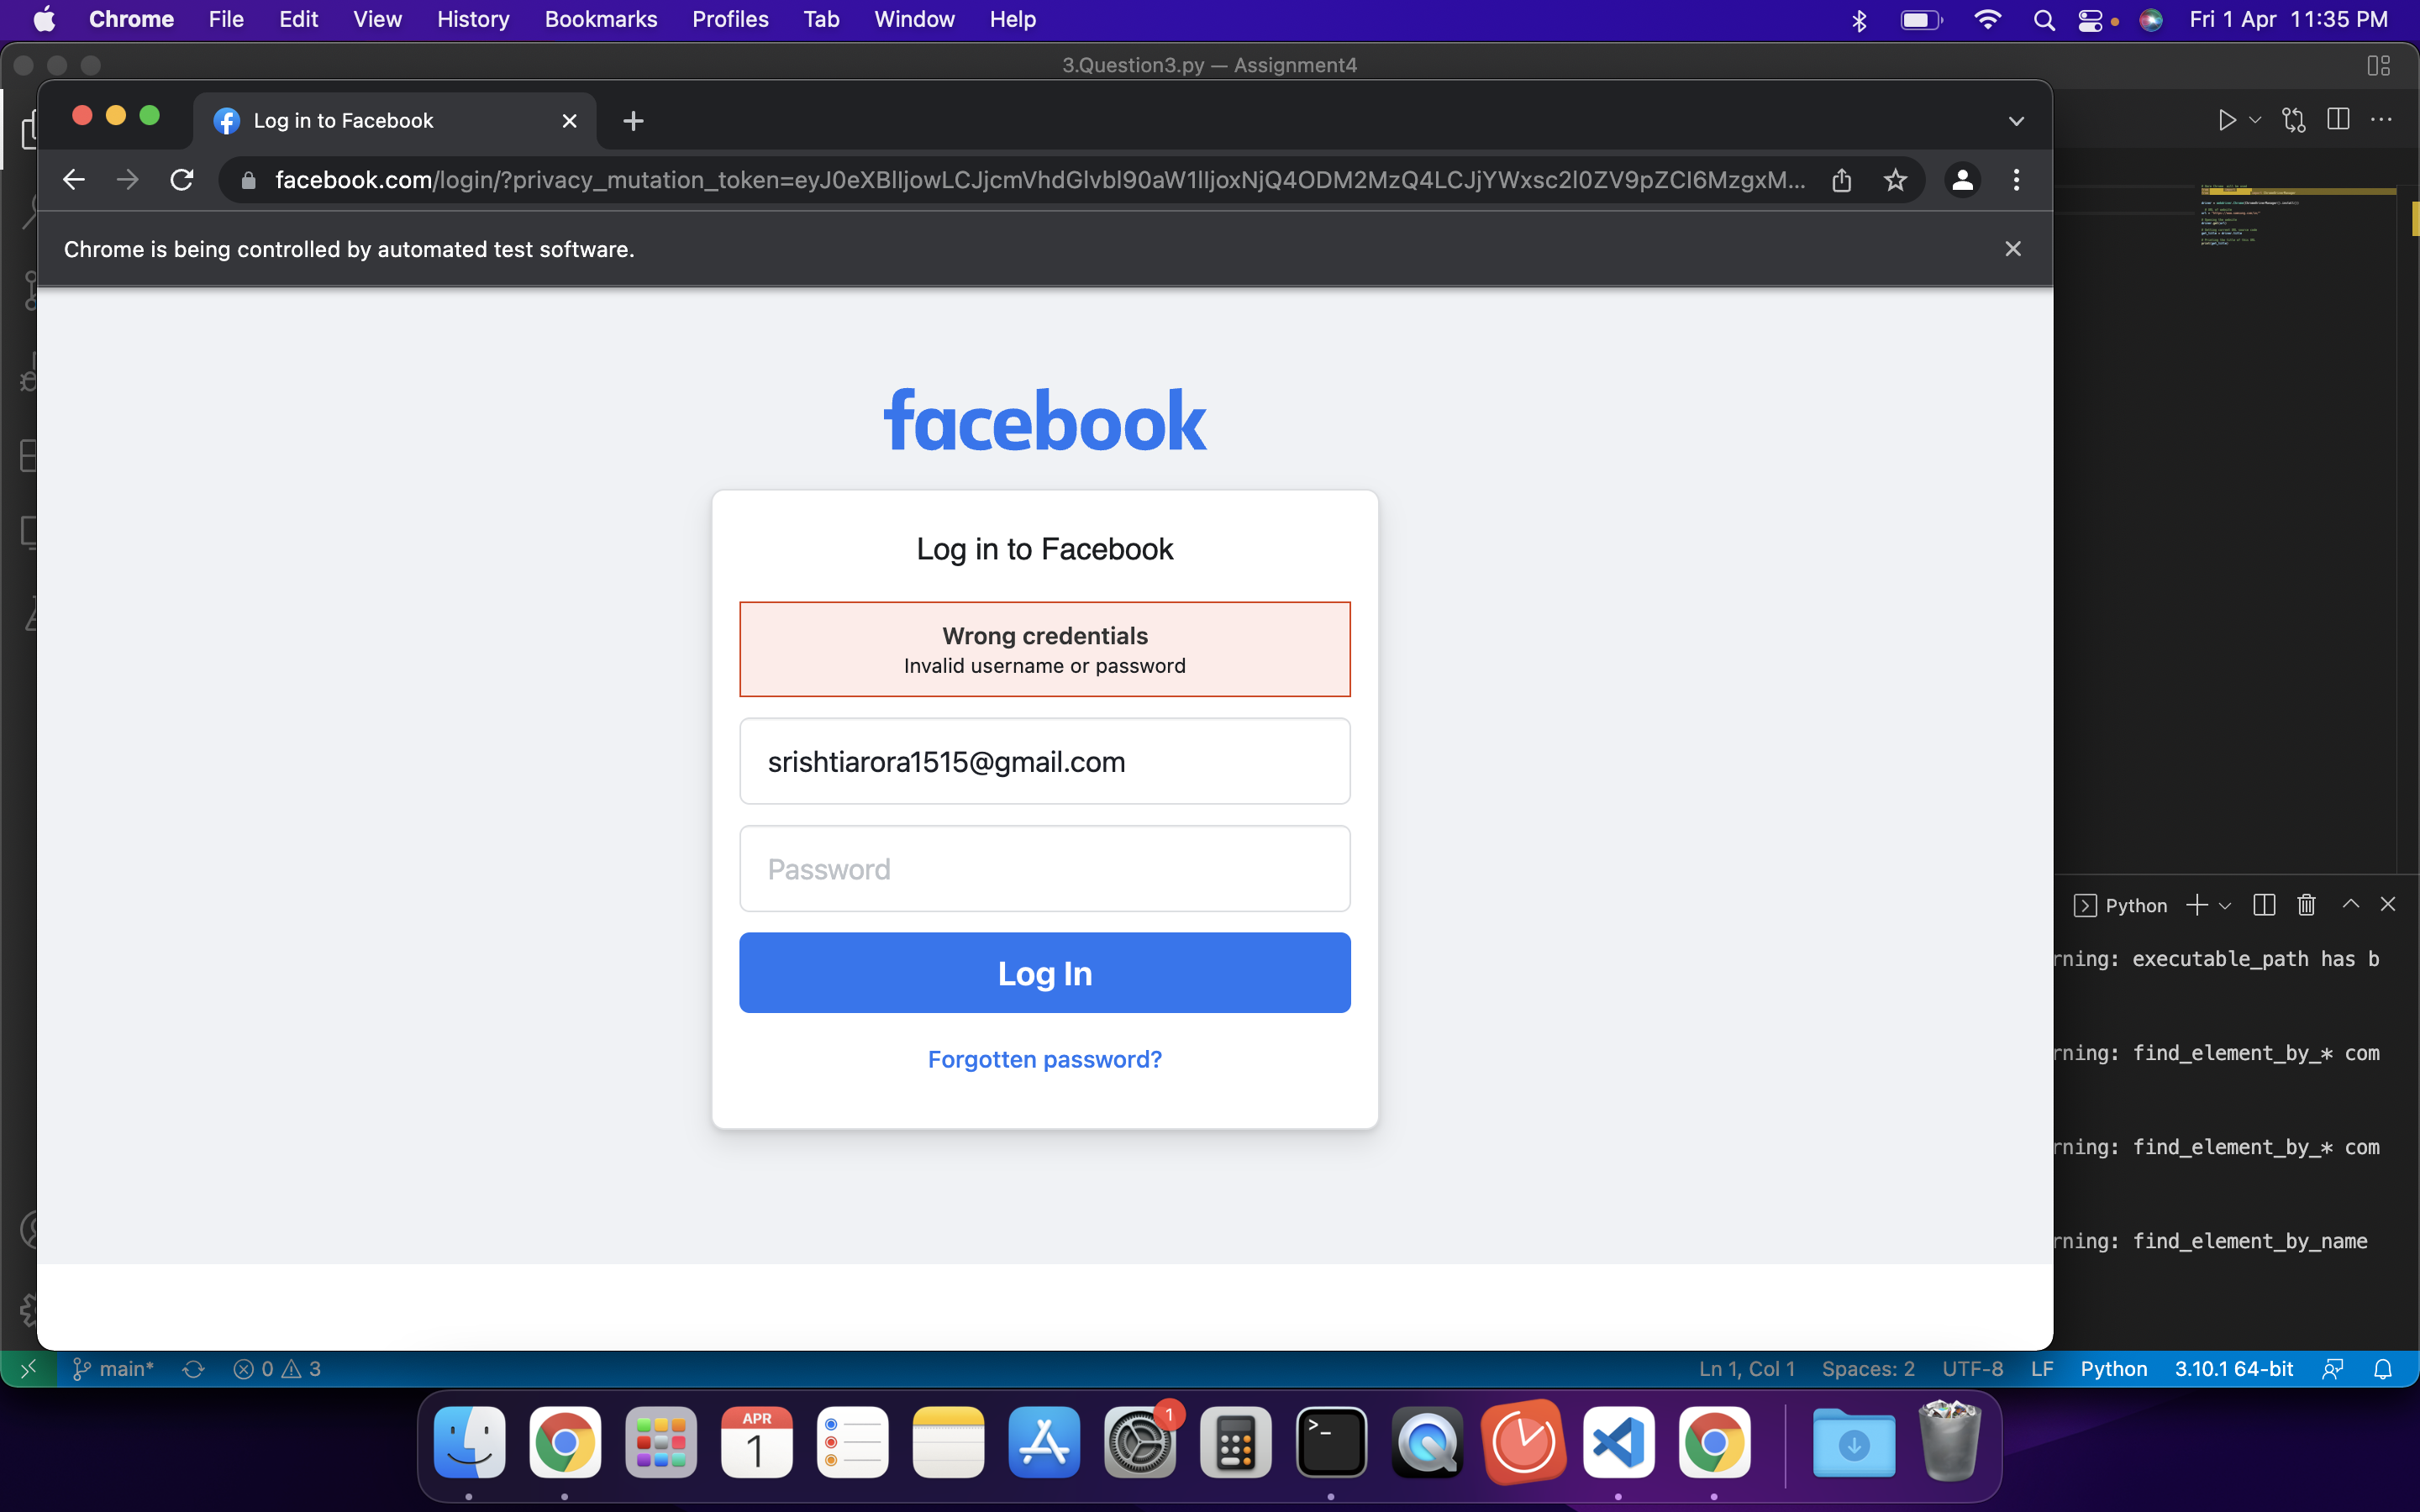 Chrome File Edit View History Bookmarks Profiles Tab Window Help Fri 1 Apr 11:35 PM
3.Question3.py — Assignment4
Log in to Facebook
facebook.com/login/?privacy_mutation_token=eyJ0eXBlIjowLCJjcmVhdGlvbl90aW1lIjoxNjQ4ODM2MzQ4LCJjYWxsc2l0ZV9pZCI6MzgxM...
Chrome is being controlled by automated test software.
facebook
Log in to Facebook
Wrong credentials
Invalid username or password
srishtiarora1515@gmail.com
Password
Log In
Forgotten password?
Python
rning: executable_path has b
rning: find_element_by_* com
rning: find_element_by_* com
rning: find_element_by_name
main* 0 3 Ln 1, Col 1 Spaces: 2 UTF-8 LF Python 3.10.1 64-bit
APR
1
1
>_